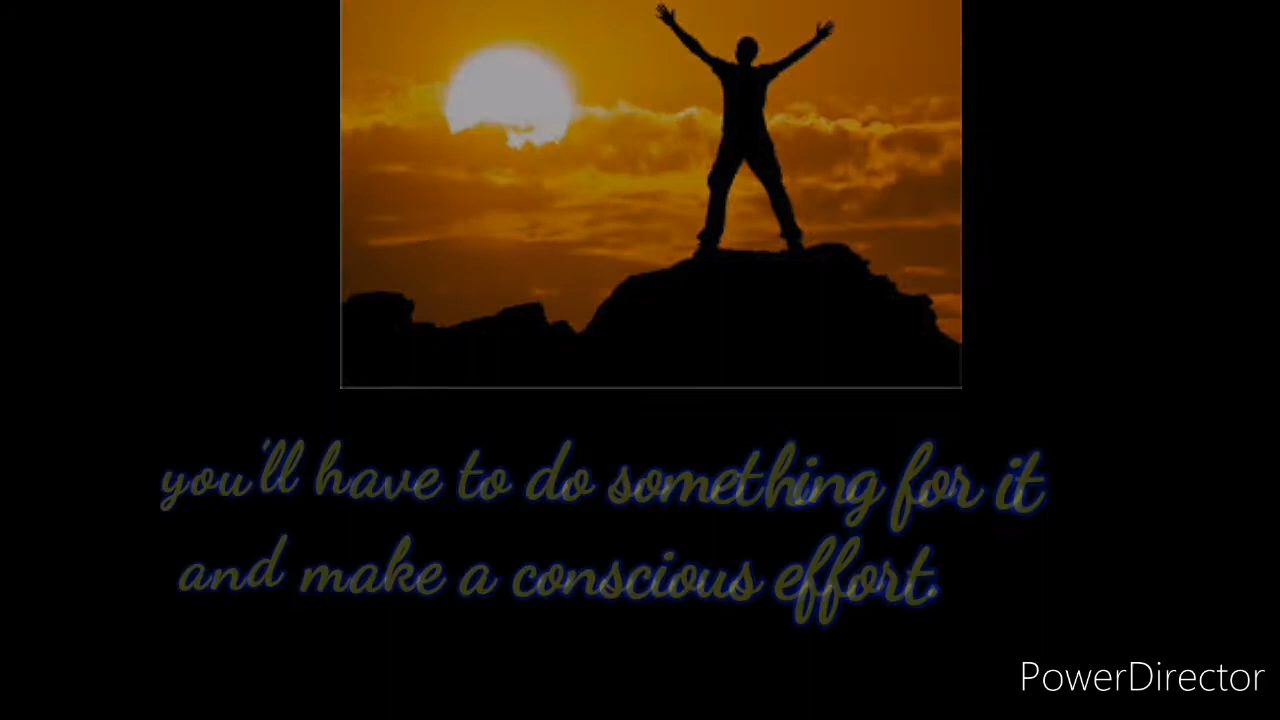 you'll have to do something for it
and make a conscious effort.
PowerDirector